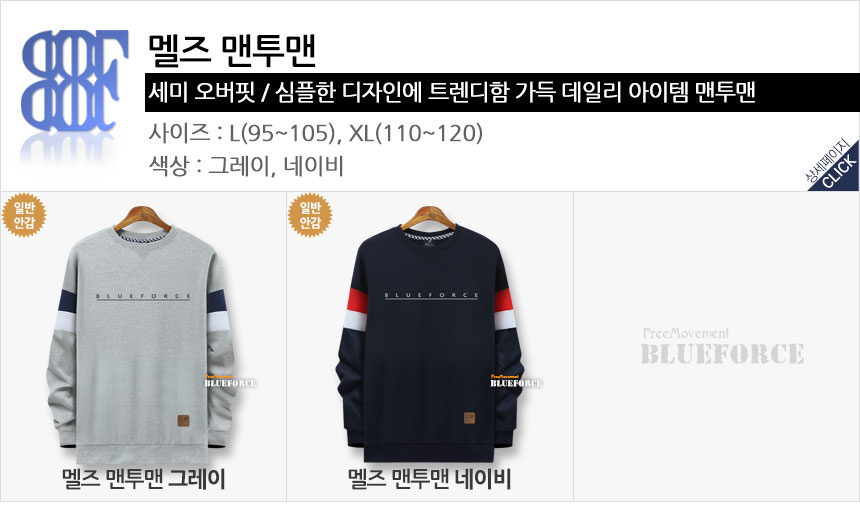 멜즈 맨투맨
세미 오버핏 / 심플한 디자인에 트렌디함 가득 데일리 아이템 맨투맨
사이즈 : L(95~105), XL(110~120)
색상 : 그레이, 네이비
상세페이지
CLICK
일반
안감
BLUEFORCE
FreeMovement
BLUEFORCE
멜즈 맨투맨 그레이
일반
안감
BLUEFORCE
FreeMovement
BLUEFORCE
멜즈 맨투맨 네이비
FreeMovement
BLUEFORCE